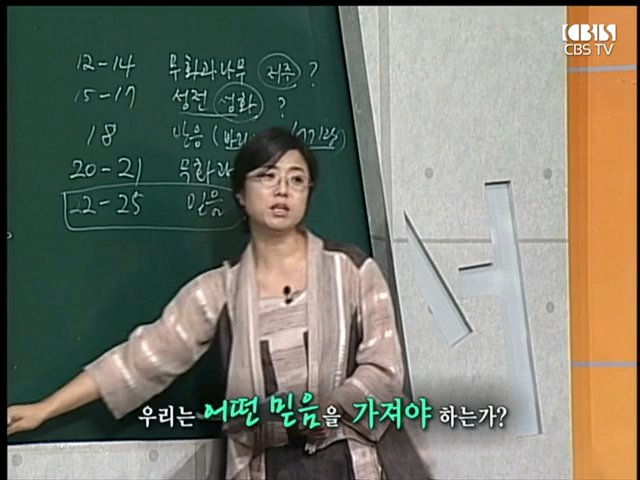 CBS
CBS TV
12-14 무화과나무 저주 ?
15-17 성전 성화 ?
18
20-21 무화과
22-25 믿음
우리는 어떤 믿음을 가져야 하는가?